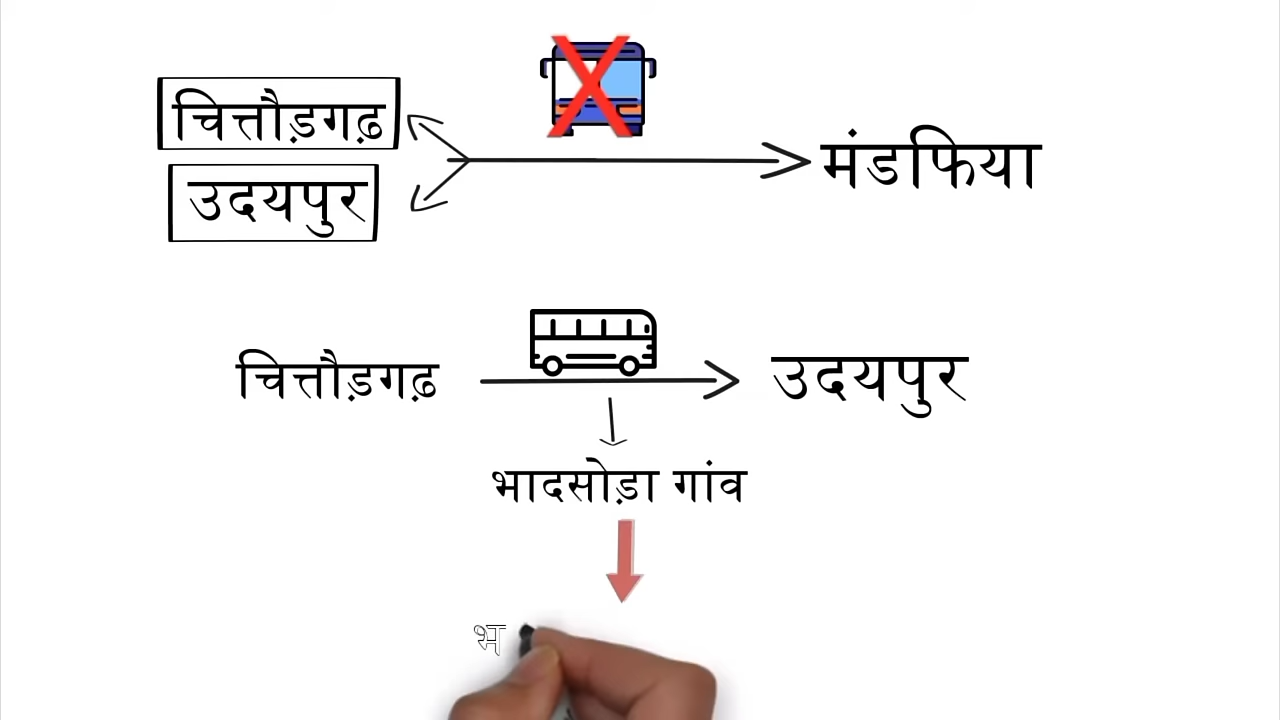 चित्तौड़गढ़
उदयपुर
मंडफिया
चित्तौड़गढ़ उदयपुर
भादसोड़ा गांव
भ